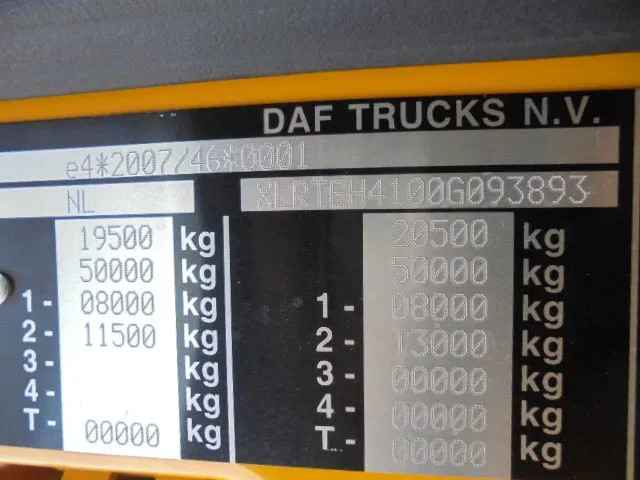 DAF TRUCKS N.V.
e4*2007/46*0001
NL XLRTEH4100G093893
19500 kg 20500 kg
50000 kg 50000 kg
1- 08000 kg 1- 08000 kg
2- 11500 kg 2- 13000 kg
3- kg 3- 00000 kg
4- kg 4- 00000 kg
T- 00000 kg T- 00000 kg